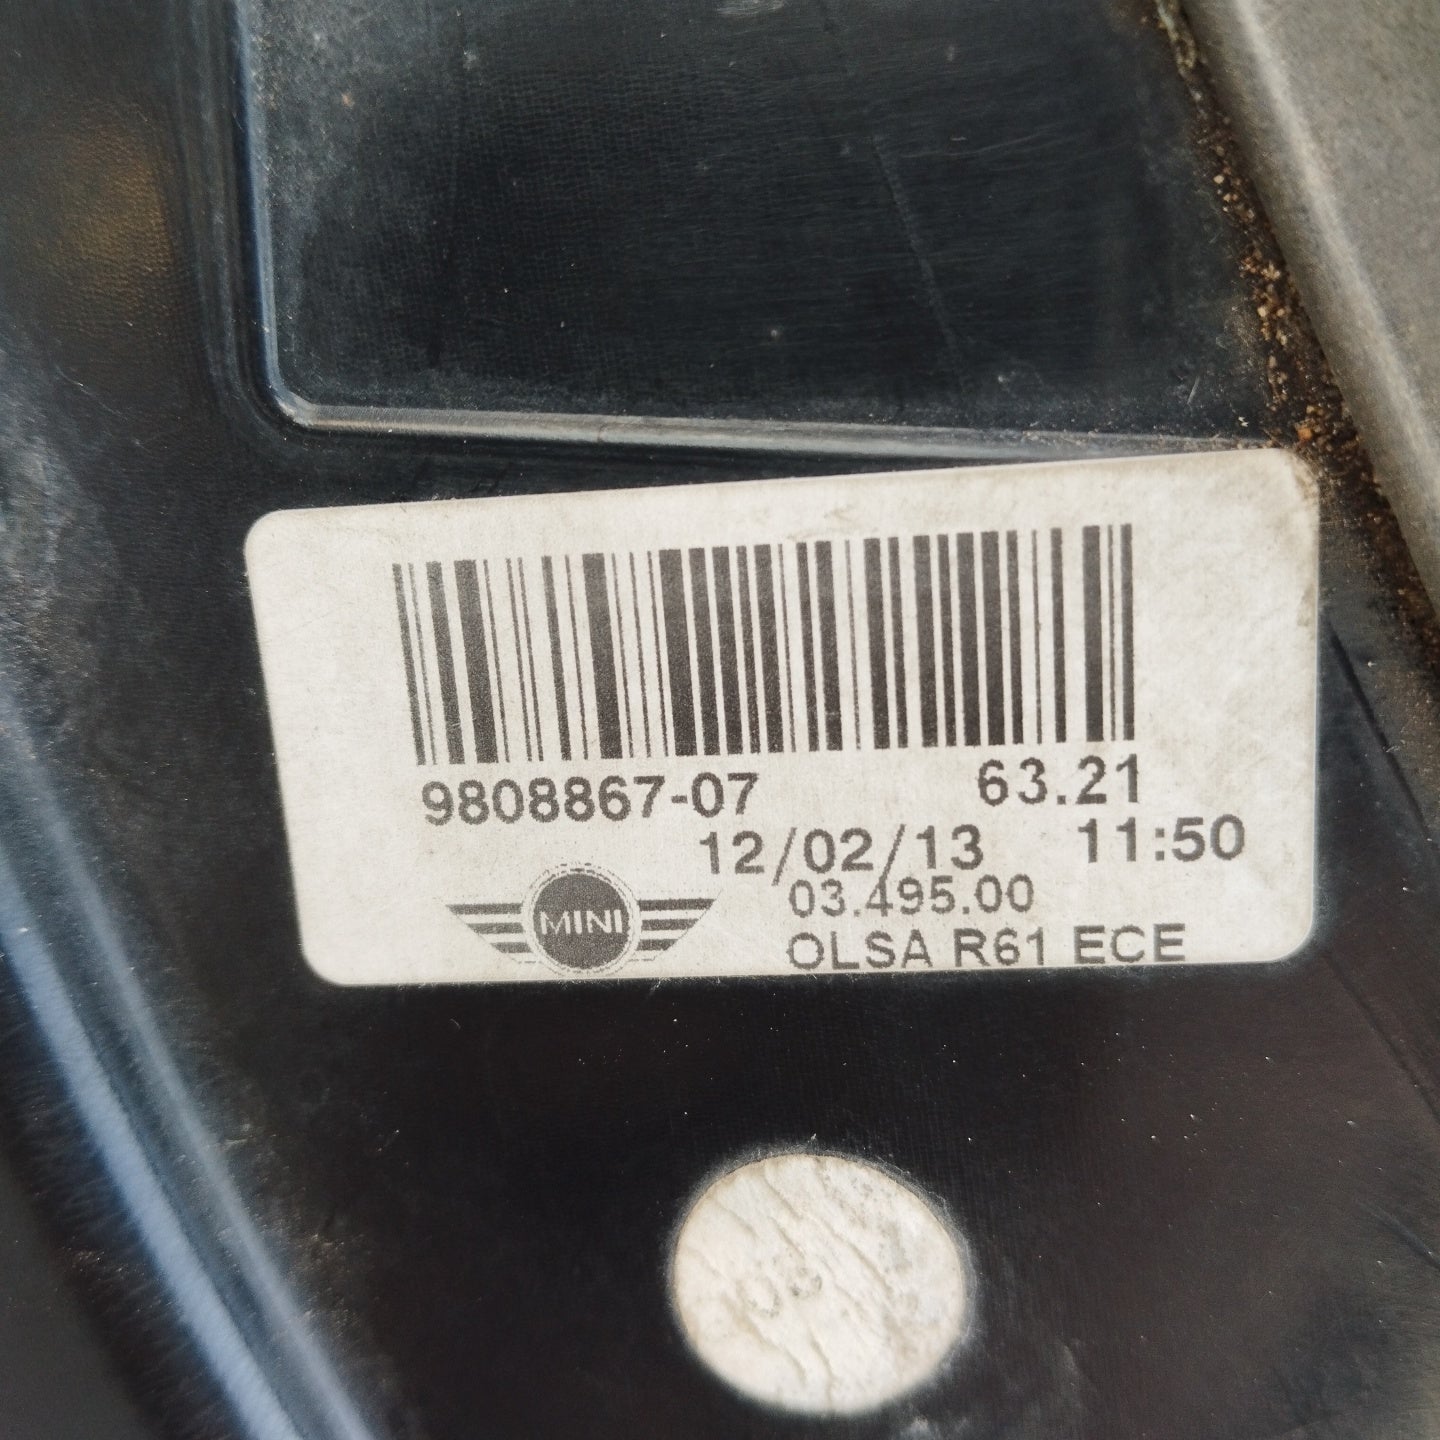 9808867-07 63.21
12/02/13 11:50
03.495.00
MINI
OLSA R61 ECE